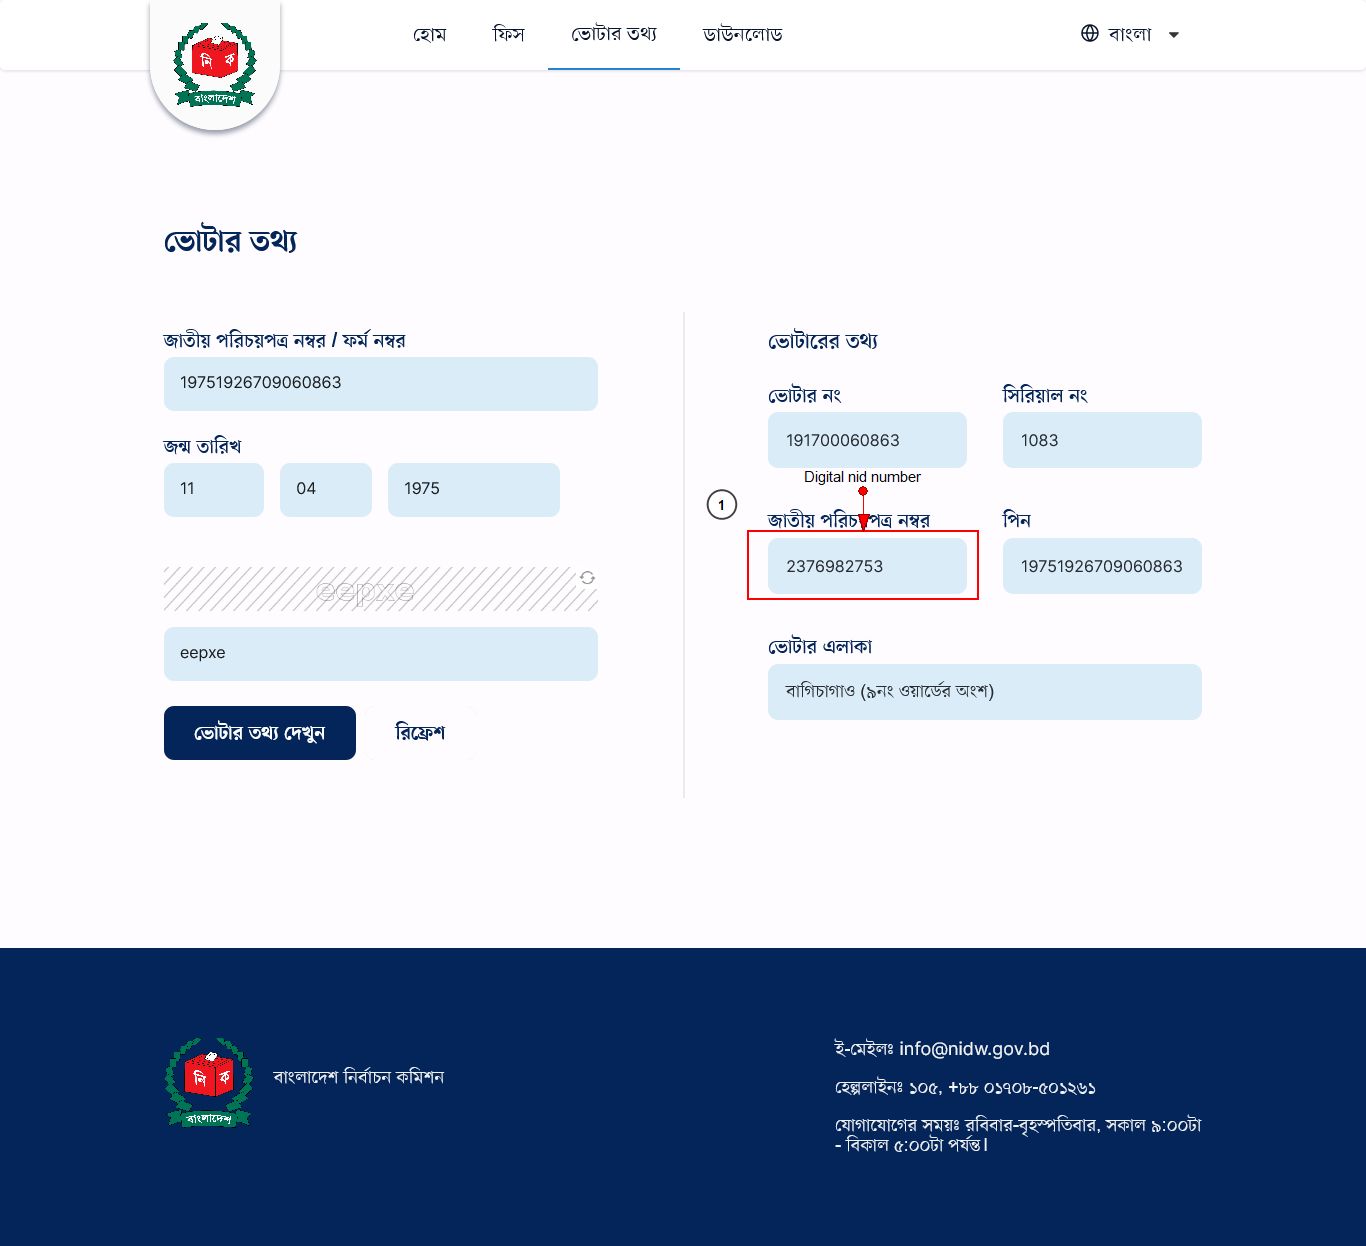 হোম
ফিস
ভোটার তথ্য
ডাউনলোড
বাংলা
নি ক
বাংলাদেশ
ভোটার তথ্য
জাতীয় পরিচয়পত্র নম্বর / ফর্ম নম্বর
19751926709060863
জন্ম তারিখ
11 04 1975
eepxe
eepxe
ভোটার তথ্য দেখুন
রিফ্রেশ
ভোটারের তথ্য
ভোটার নং
সিরিয়াল নং
191700060863
1083
Digital nid number
1
জাতীয় পরিচয়পত্র নম্বর
পিন
2376982753
19751926709060863
ভোটার এলাকা
বাগিচাগাও (৯নং ওয়ার্ডের অংশ)
নি ক
বাংলাদেশ
বাংলাদেশ নির্বাচন কমিশন
ই-মেইলঃ info@nidw.gov.bd
হেল্পলাইনঃ ১০৫, +৮৮ ০১৭০৮-৫০১২৬১
যোগাযোগের সময়ঃ রবিবার-বৃহস্পতিবার, সকাল ৯:০০টা
- বিকাল ৫:০০টা পর্যন্ত।